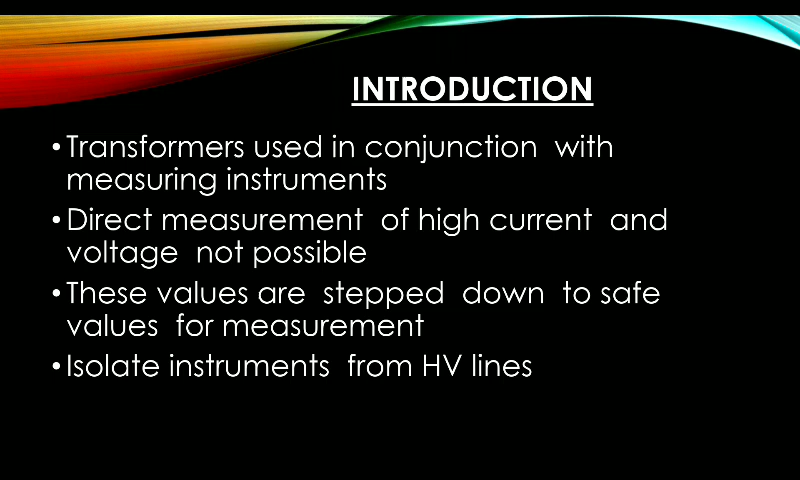 INTRODUCTION
•Transformers used in conjunction with
measuring instruments
•Direct measurement of high current and
voltage not possible
•These values are stepped down to safe
values for measurement
•Isolate instruments from HV lines